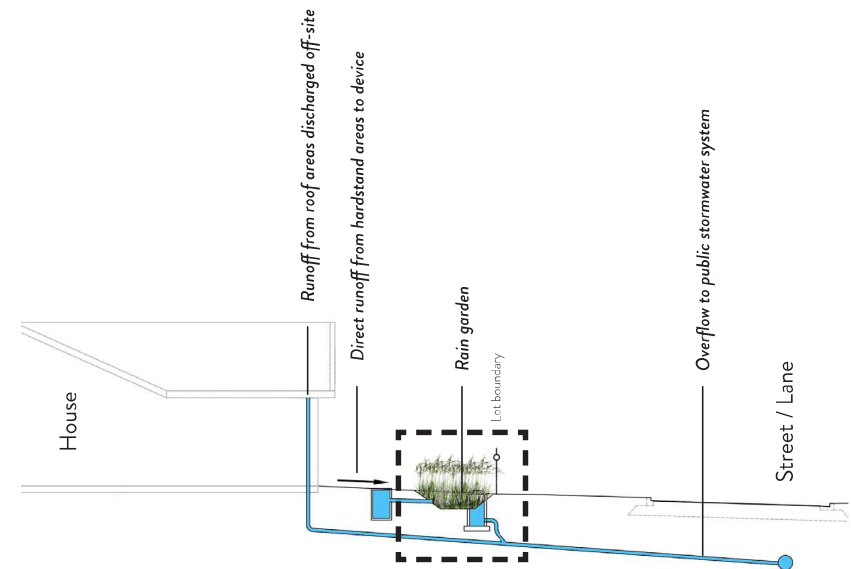 House
Runoff from roof areas discharged off-site
Direct runoff from hardstand areas to device
Rain garden
Lot boundary
Overflow to public stormwater system
Street / Lane